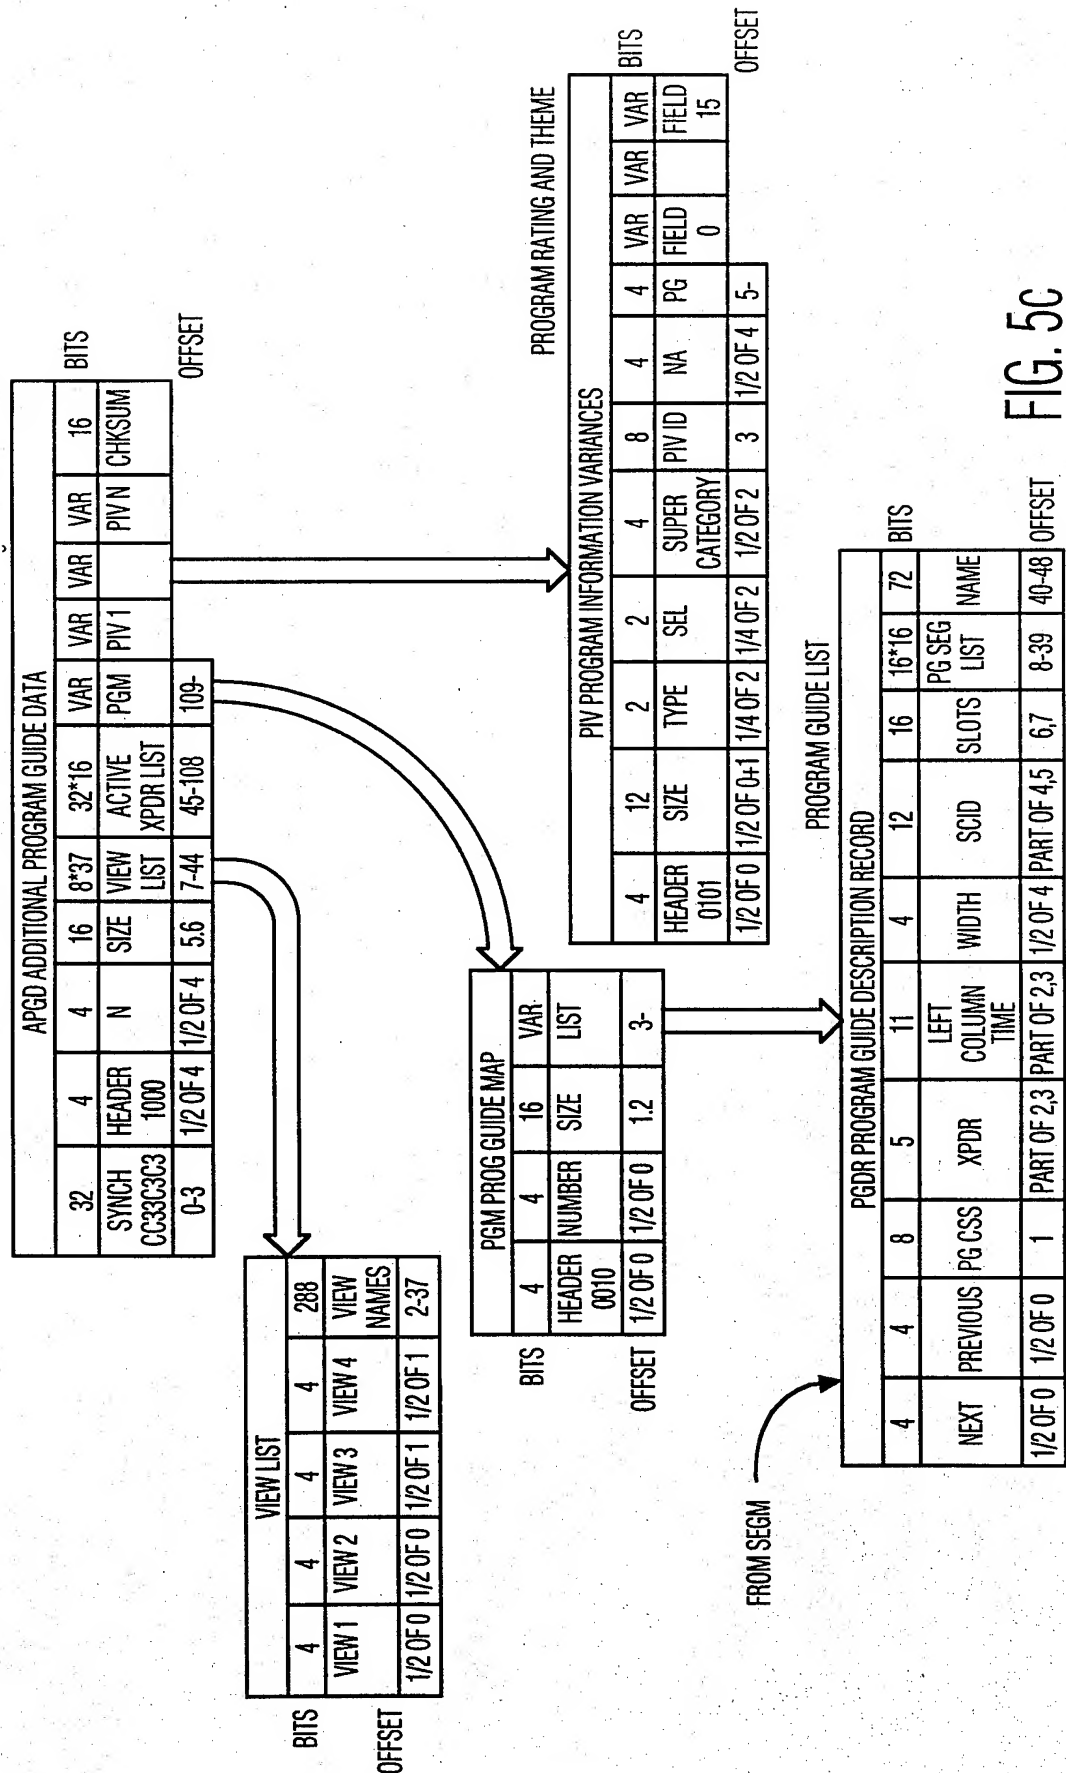 APGD ADDITIONAL PROGRAM GUIDE DATA
32 4 4 16 8*37 32*16 VAR VAR VAR VAR 16 BITS
SYNCH CC33C3C3 HEADER 1000 N SIZE VIEW LIST ACTIVE XPDR LIST PGM PIV 1 PIV N CHKSUM
0-3 1/2 OF 4 1/2 OF 4 5.6 7-44 45-108 109- OFFSET
VIEW LIST
BITS 4 4 4 4 288
VIEW 1 VIEW 2 VIEW 3 VIEW 4 VIEW NAMES
OFFSET 1/2 OF 0 1/2 OF 0 1/2 OF 1 1/2 OF 1 2-37
PGM PROG GUIDE MAP
BITS 4 4 16 VAR
HEADER 0010 NUMBER SIZE LIST
OFFSET 1/2 OF 0 1/2 OF 0 1.2 3-
PROGRAM RATING AND THEME
PIV PROGRAM INFORMATION VARIANCES
4 12 2 2 4 8 4 4 VAR VAR VAR BITS
HEADER 0101 SIZE TYPE SEL SUPER CATEGORY PIV ID NA PG FIELD 0 FIELD 15
1/2 OF 0 1/2 OF 0+1 1/4 OF 2 1/4 OF 2 1/2 OF 2 3 1/2 OF 4 5- OFFSET
PROGRAM GUIDE LIST
FROM SEGM
PGDR PROGRAM GUIDE DESCRIPTION RECORD
4 4 8 5 11 4 12 16 16*16 72 BITS
NEXT PREVIOUS PG CSS XPDR LEFT COLUMN TIME WIDTH SCID SLOTS PG SEG LIST NAME
1/2 OF 0 1/2 OF 0 1 PART OF 2,3 PART OF 2,3 1/2 OF 4 PART OF 4,5 6,7 8-39 40-48 OFFSET
FIG. 5C